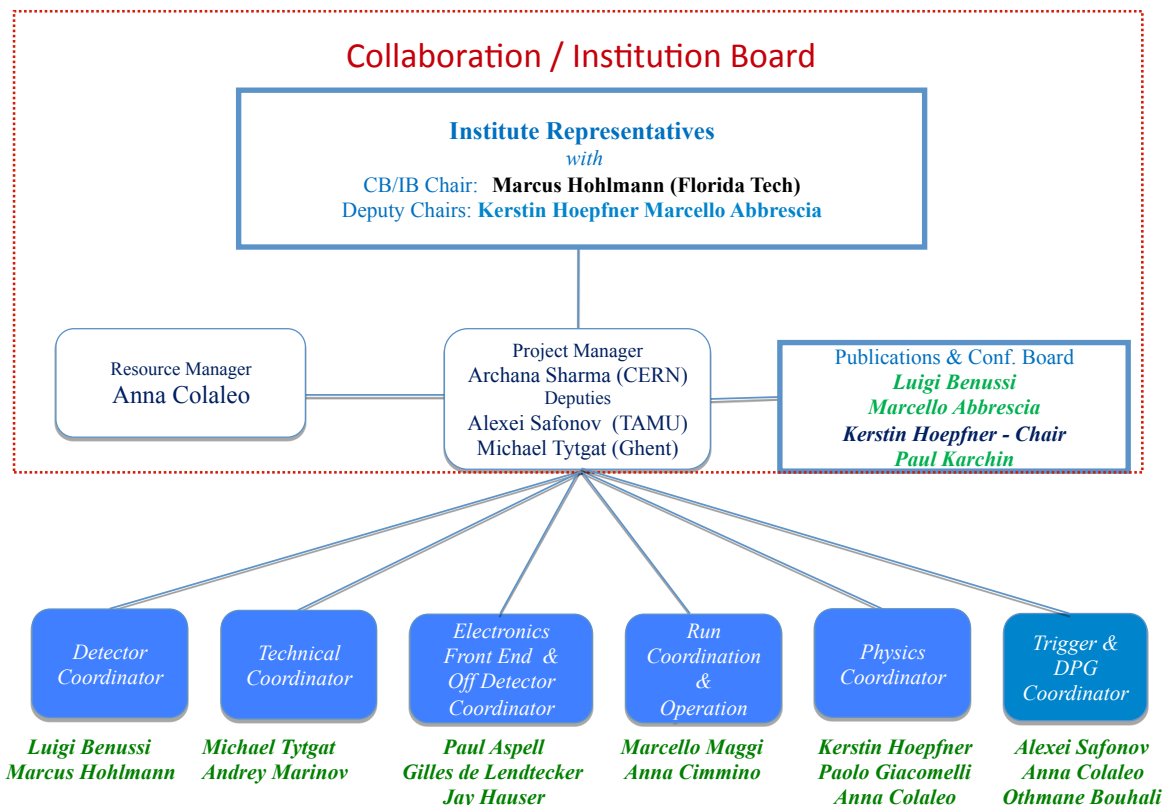 Collaboration / Institution Board
Institute Representatives
with
CB/IB Chair: Marcus Hohlmann (Florida Tech)
Deputy Chairs: Kerstin Hoepfner Marcello Abbrescia
Resource Manager
Anna Colaleo
Project Manager
Archana Sharma (CERN)
Deputies
Alexei Safonov (TAMU)
Michael Tytgat (Ghent)
Publications & Conf. Board
Luigi Benussi
Marcello Abbrescia
Kerstin Hoepfner - Chair
Paul Karchin
Detector
Coordinator
Technical
Coordinator
Electronics
Front End &
Off Detector
Coordinator
Run
Coordination
&
Operation
Physics
Coordinator
Trigger &
DPG
Coordinator
Luigi Benussi
Marcus Hohlmann
Michael Tytgat
Andrey Marinov
Paul Aspell
Gilles de Lendtecker
Jay Hauser
Marcello Maggi
Anna Cimmino
Kerstin Hoepfner
Paolo Giacomelli
Anna Colaleo
Alexei Safonov
Anna Colaleo
Othmane Bouhali